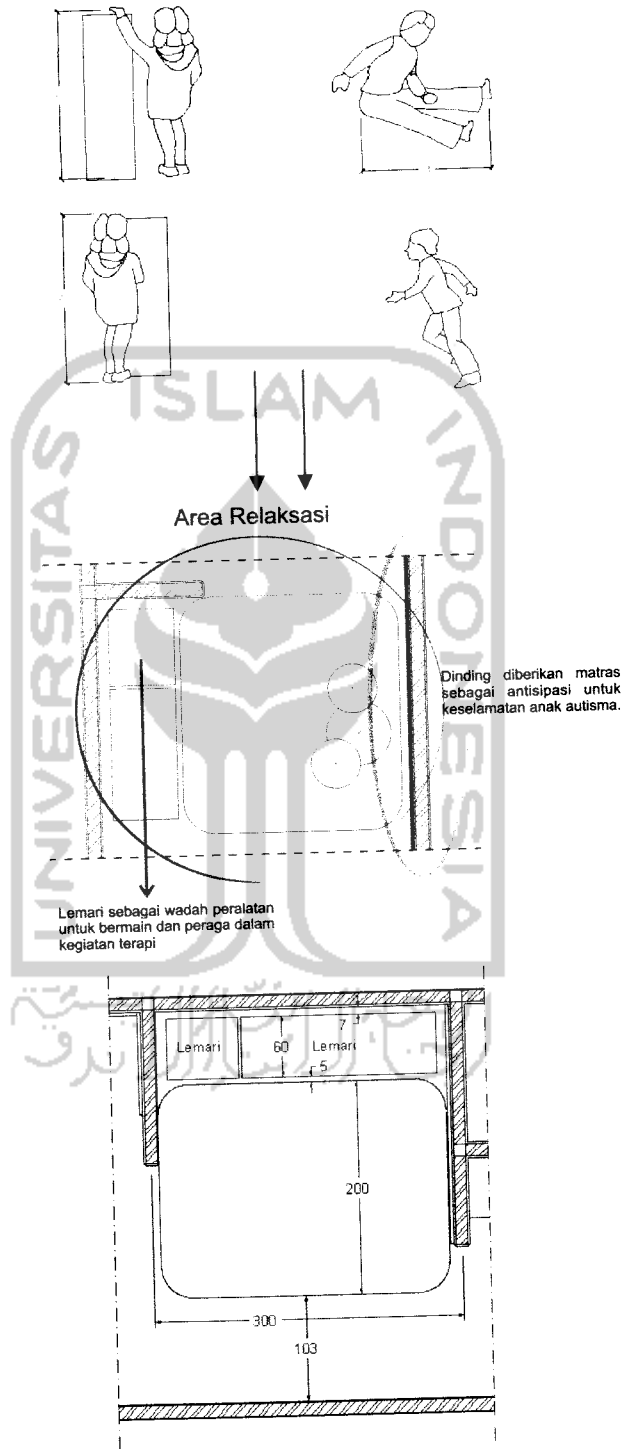 ISLAM
UNIVERSITAS
INDONESIA
Area Relaksasi
Dinding diberikan matras
sebagai antisipasi untuk
keselamatan anak autisma.
Lemari sebagai wadah peralatan
untuk bermain dan peraga dalam
kegiatan terapi
7
Lemari
60
Lemari
5
200
300
103